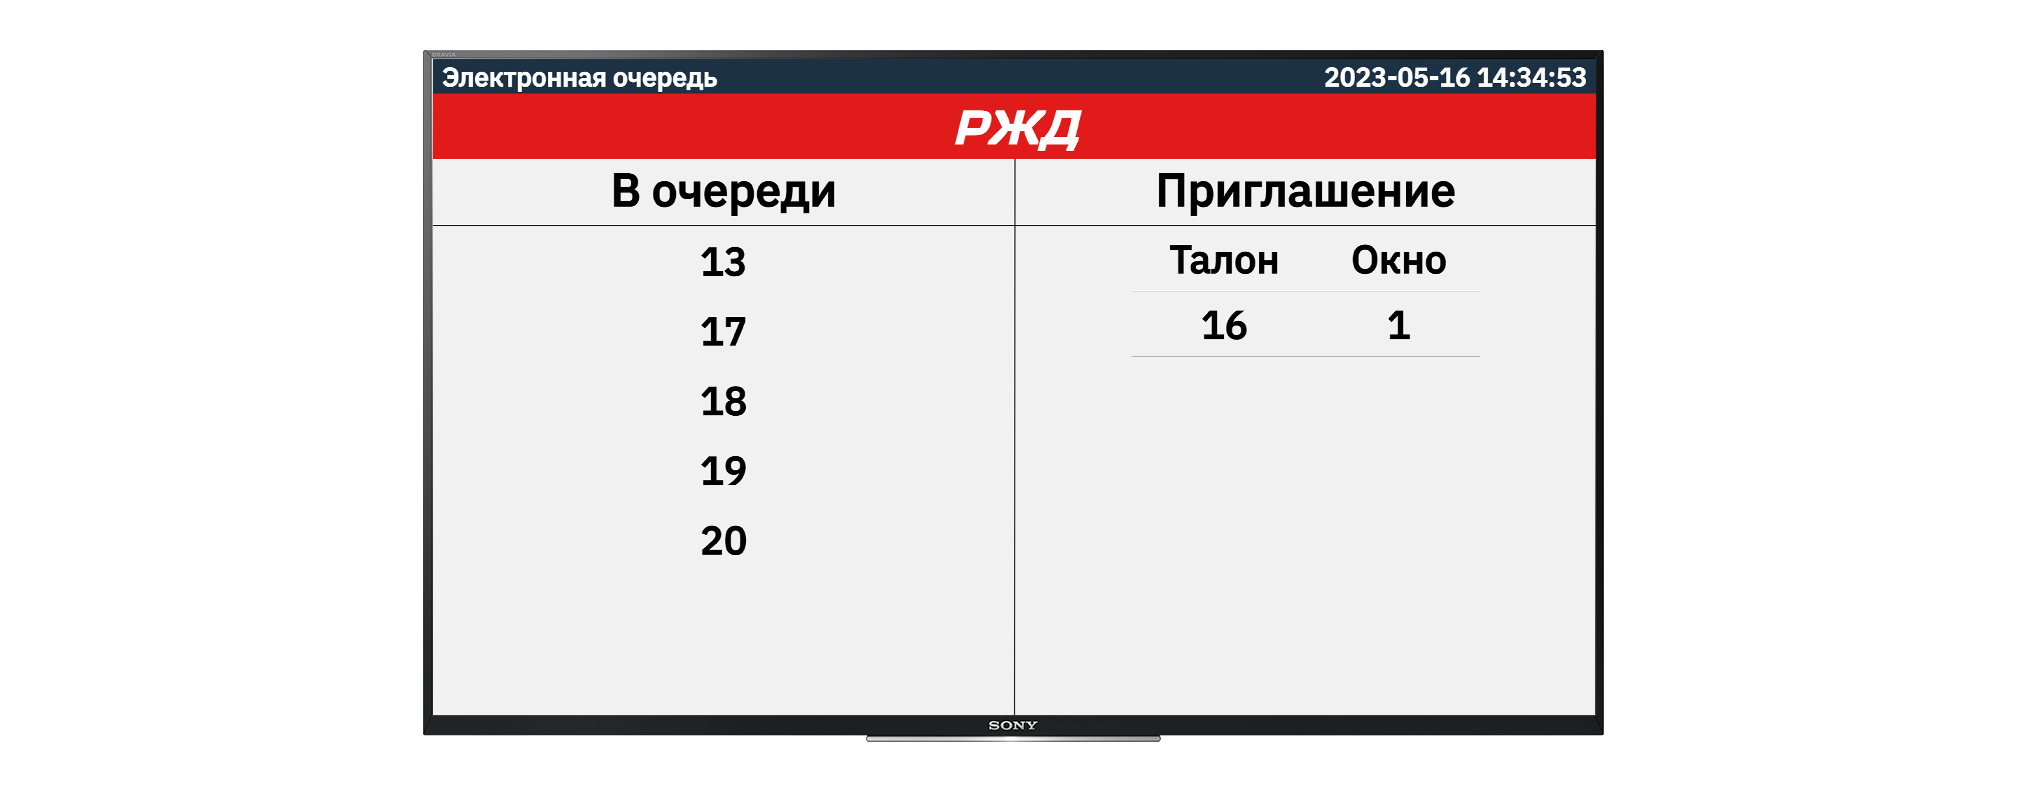 BRAVIA
Электронная очередь 2023-05-16 14:34:53
РЖД
В очереди Приглашение
13
17
18
19
20
Талон Окно
16 1
SONY